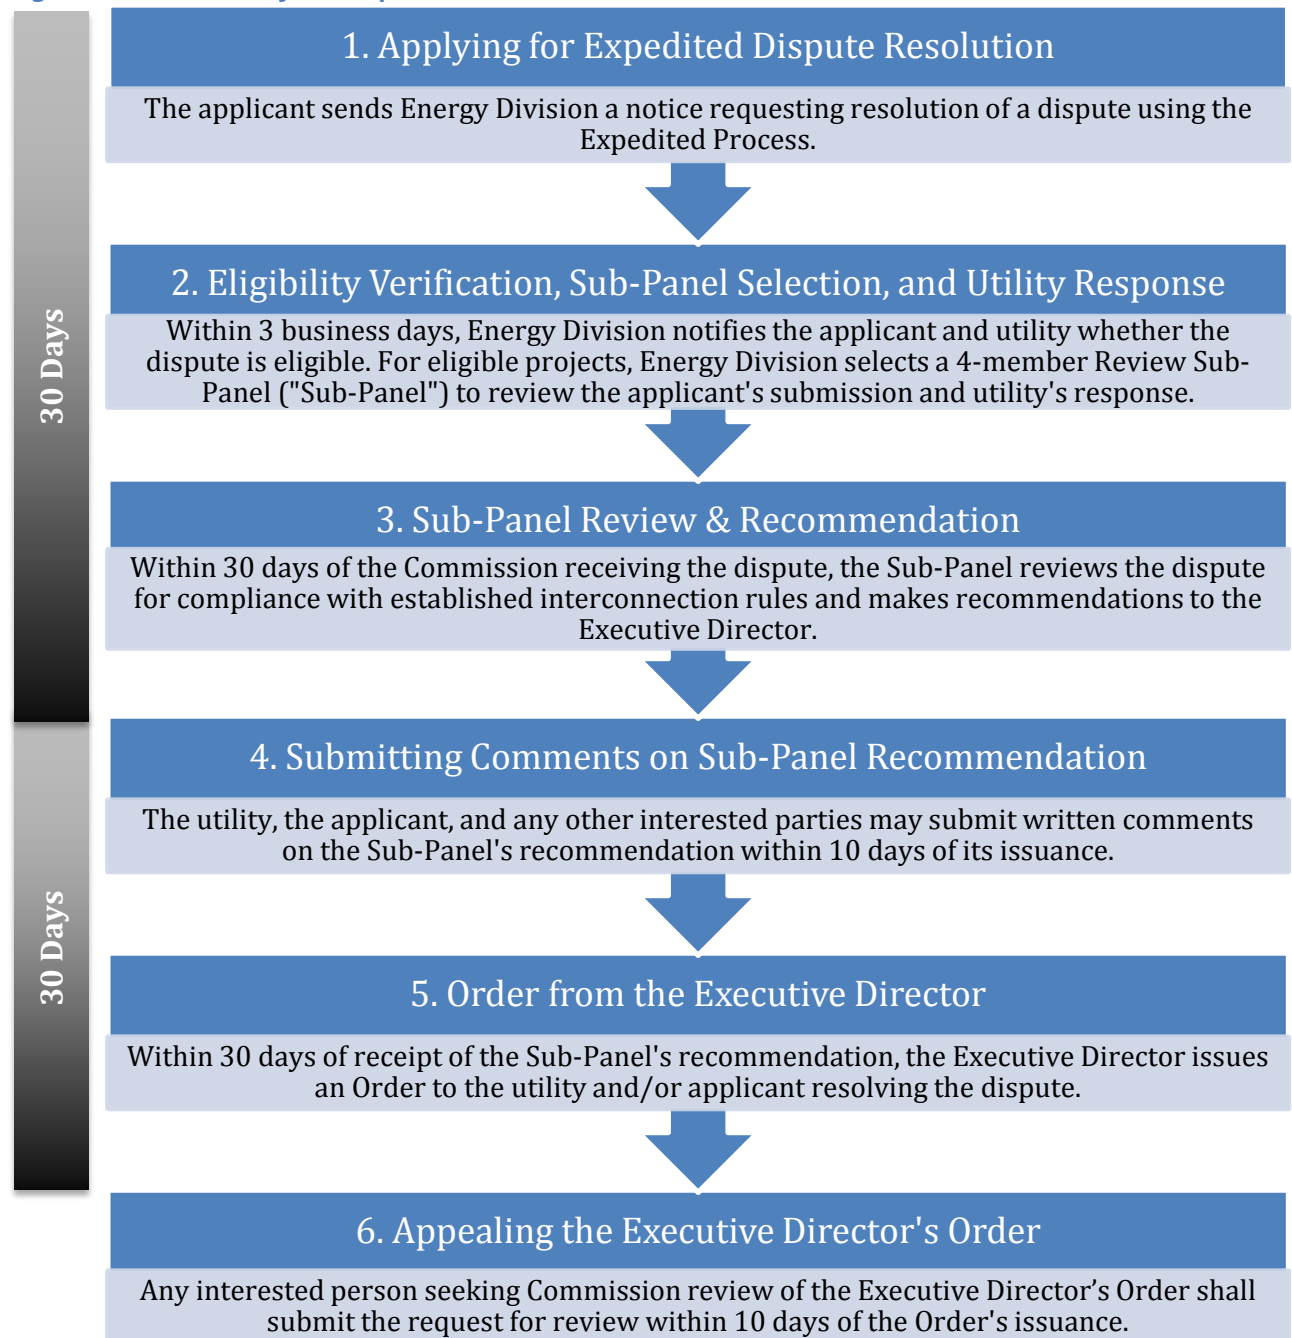 1. Applying for Expedited Dispute Resolution
The applicant sends Energy Division a notice requesting resolution of a dispute using the
Expedited Process.
2. Eligibility Verification, Sub-Panel Selection, and Utility Response
Within 3 business days, Energy Division notifies the applicant and utility whether the
dispute is eligible. For eligible projects, Energy Division selects a 4-member Review Sub-
Panel ("Sub-Panel") to review the applicant's submission and utility's response.
30 Days
3. Sub-Panel Review & Recommendation
Within 30 days of the Commission receiving the dispute, the Sub-Panel reviews the dispute
for compliance with established interconnection rules and makes recommendations to the
Executive Director.
4. Submitting Comments on Sub-Panel Recommendation
The utility, the applicant, and any other interested parties may submit written comments
on the Sub-Panel's recommendation within 10 days of its issuance.
30 Days
5. Order from the Executive Director
Within 30 days of receipt of the Sub-Panel's recommendation, the Executive Director issues
an Order to the utility and/or applicant resolving the dispute.
6. Appealing the Executive Director's Order
Any interested person seeking Commission review of the Executive Director’s Order shall
submit the request for review within 10 days of the Order's issuance.